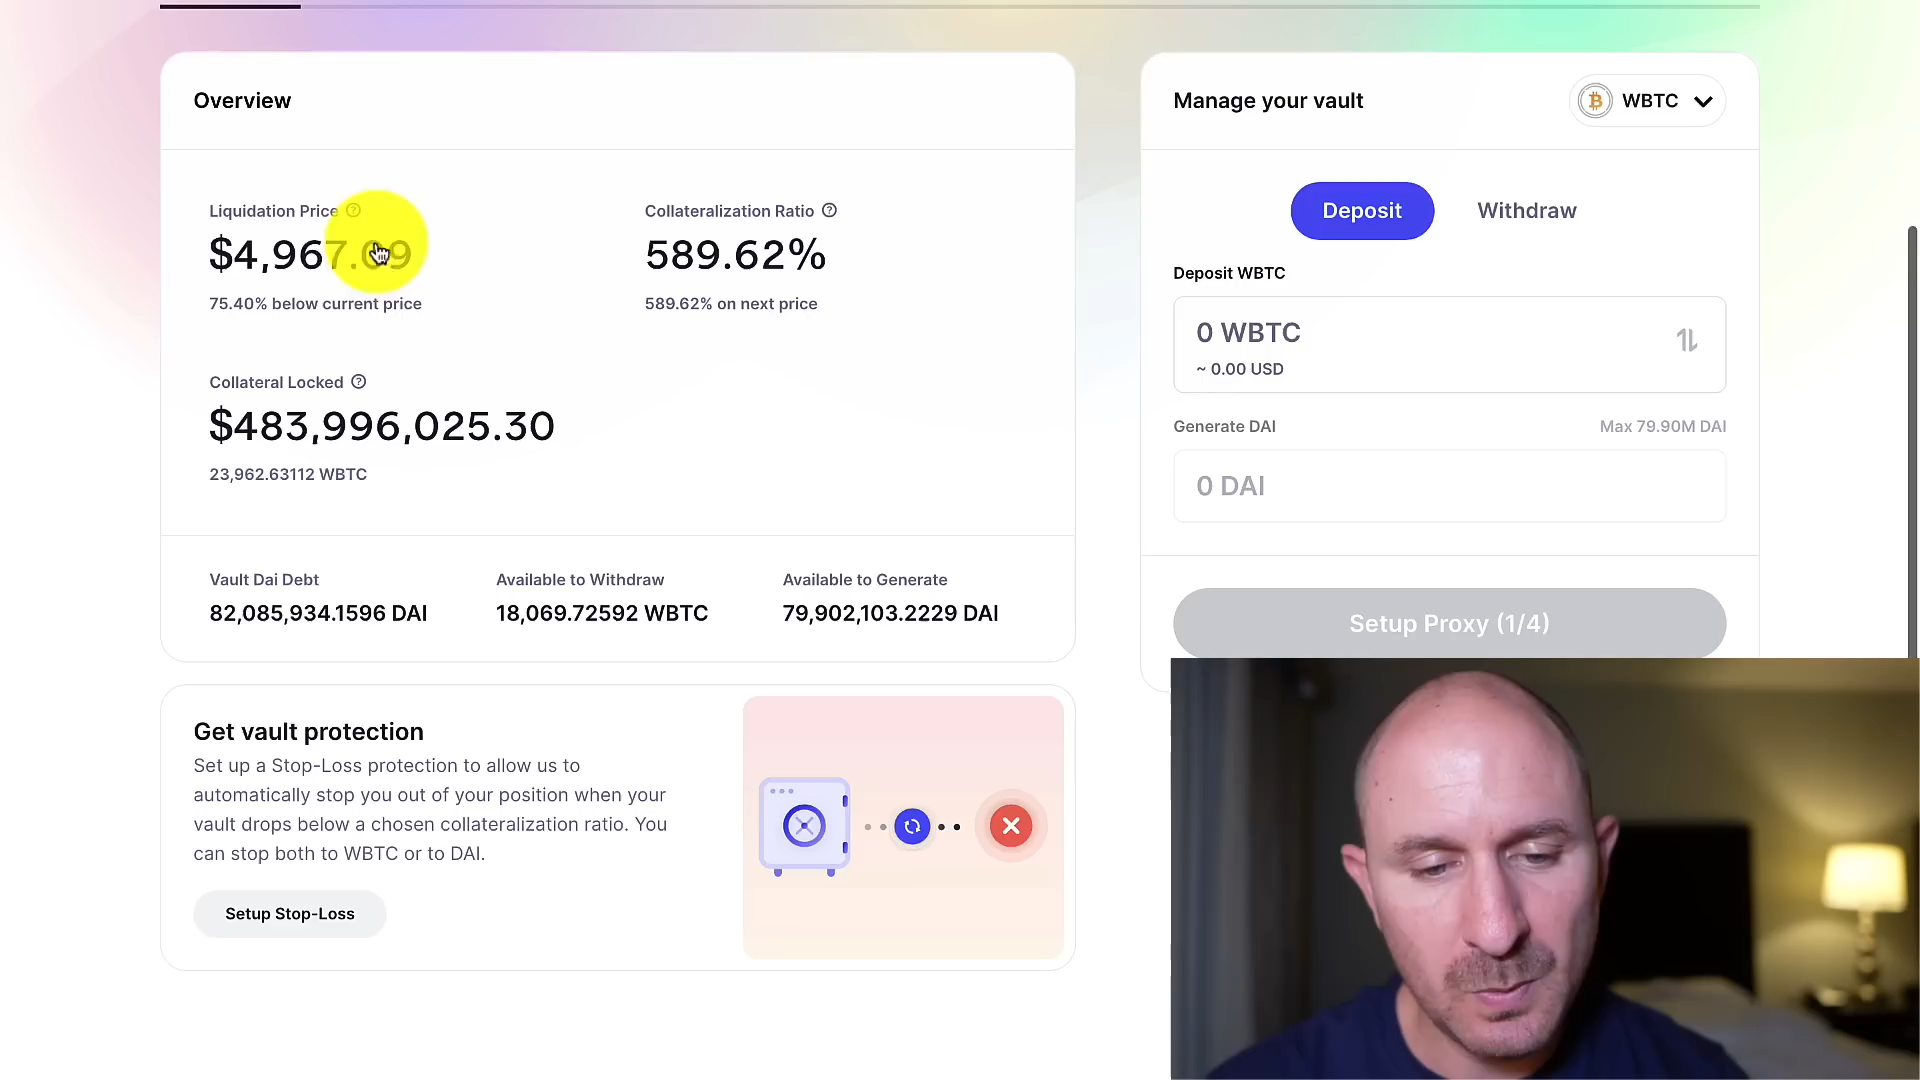 Overview
Liquidation Price
$4,967.09
75.40% below current price
Collateralization Ratio
589.62%
589.62% on next price
Collateral Locked
$483,996,025.30
23,962.63112 WBTC
Vault Dai Debt
82,085,934.1596 DAI
Available to Withdraw
18,069.72592 WBTC
Available to Generate
79,902,103.2229 DAI
Get vault protection
Set up a Stop-Loss protection to allow us to
automatically stop you out of your position when your
vault drops below a chosen collateralization ratio. You
can stop both to WBTC or to DAI.
Setup Stop-Loss
Manage your vault
WBTC
Deposit
Withdraw
Deposit WBTC
0 WBTC
~ 0.00 USD
Generate DAI
Max 79.90M DAI
0 DAI
Setup Proxy (1/4)